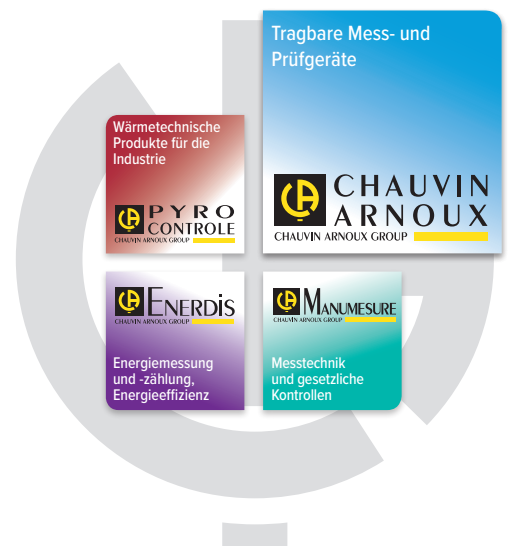 Tragbare Mess- und
Prüfgeräte
CHAUVIN
ARNOUX
CHAUVIN ARNOUX GROUP
Wärmetechnische
Produkte für die
Industrie
PYRO
CONTROLE
CHAUVIN ARNOUX GROUP
ENERDIS
CHAUVIN ARNOUX GROUP
Energiemessung
und -zählung,
Energieeffizienz
MANUMESURE
CHAUVIN ARNOUX GROUP
Messtechnik
und gesetzliche
Kontrollen